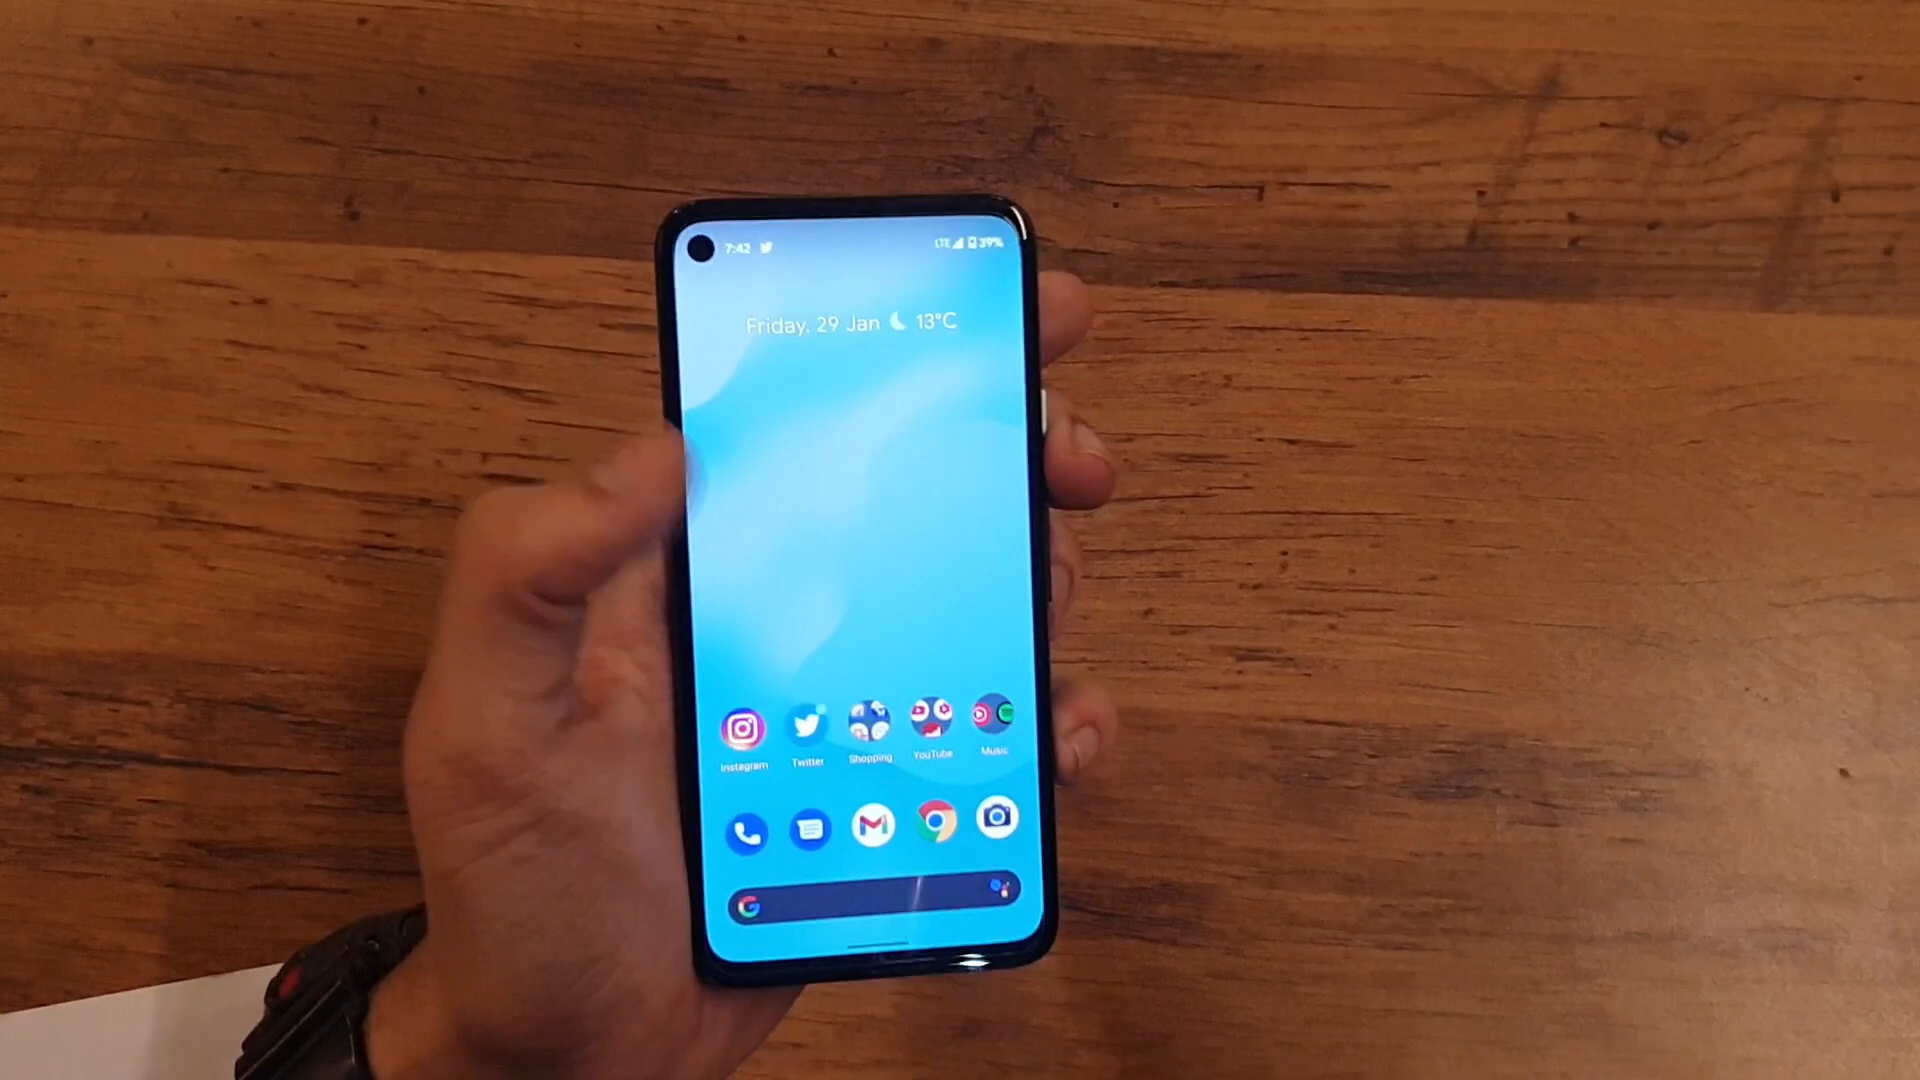 7:42 LTE 39%
Friday, 29 Jan 13°C
Instagram Twitter Shopping YouTube Music